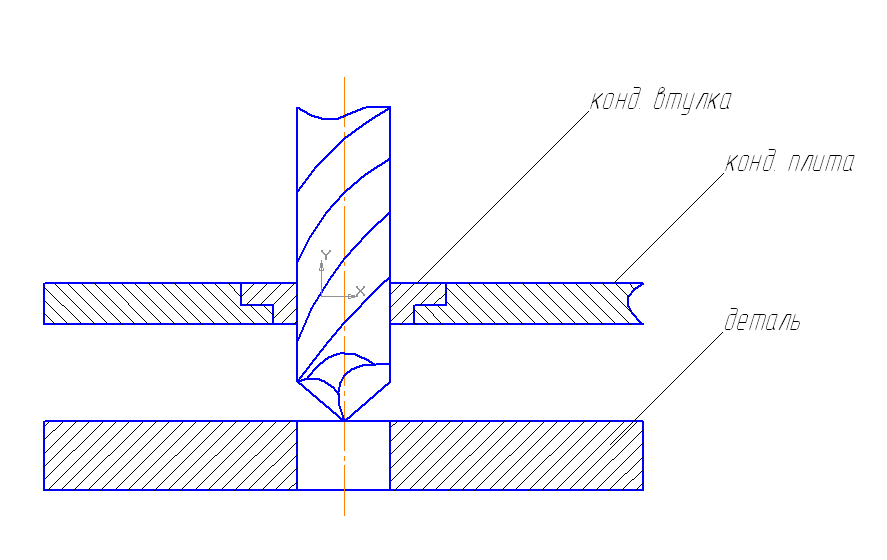 конд. втулка
конд. плита
Y
X
деталь